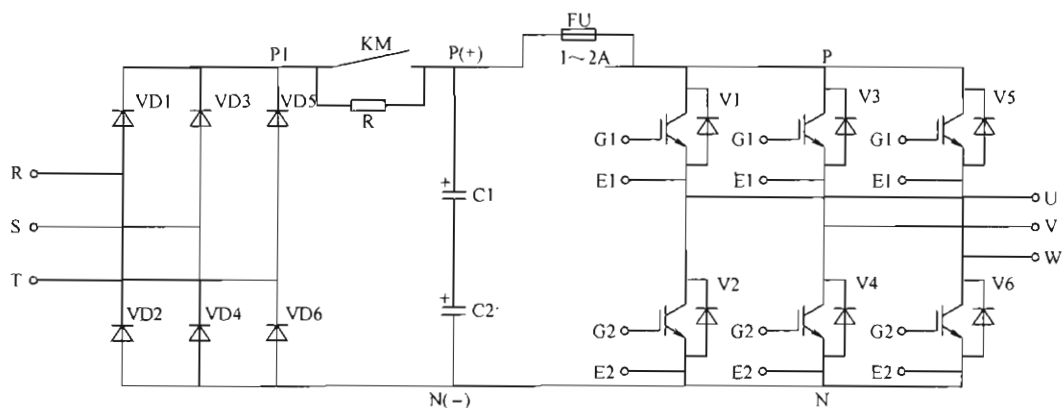 FU
P1 KM P(+) 1～2A P
VD1 VD3 VD5 R V1 V3 V5
G1 G1 G1
R E1 E1 E1
C1 U
S V
W
T
VD2 VD4 VD6 C2 V2 V4 V6
G2 G2 G2
E2 E2 E2
N(-) N
+
+